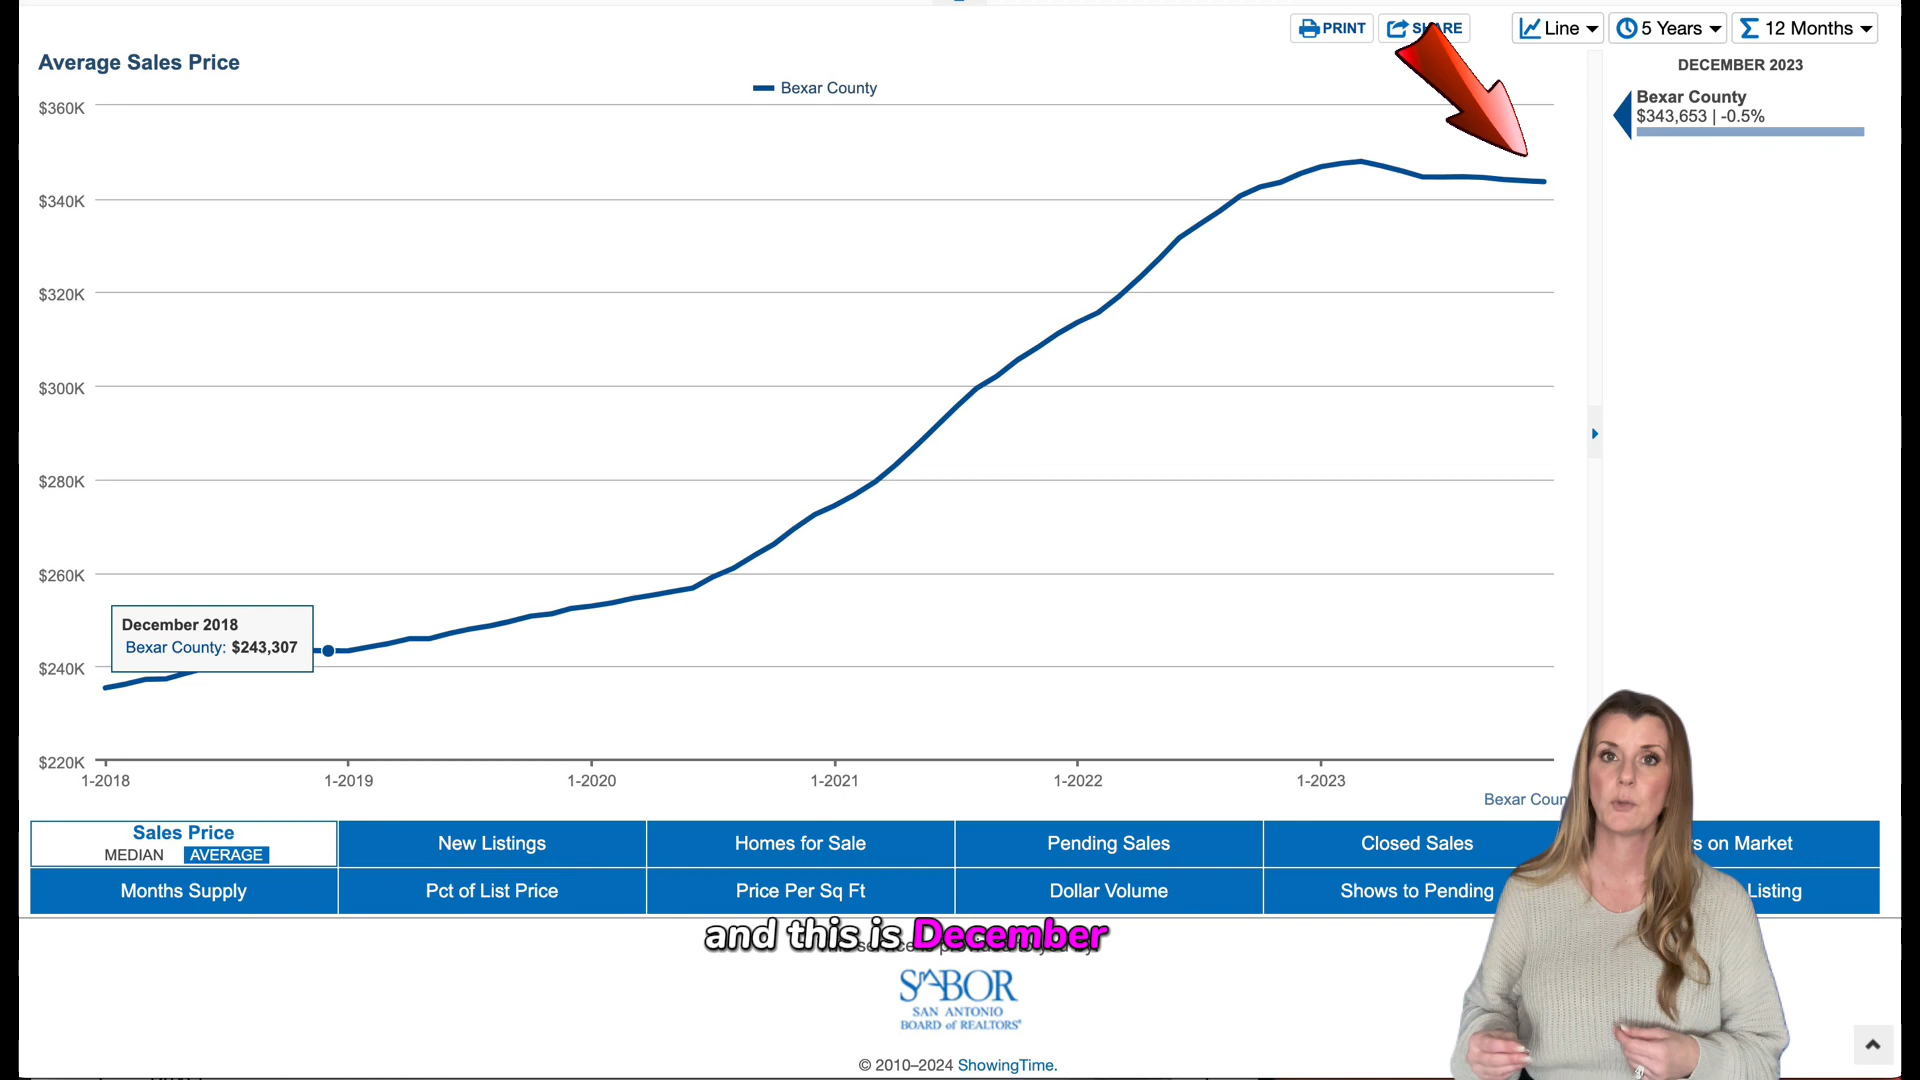 PRINT
SHARE
Line
5 Years
12 Months
Average Sales Price
DECEMBER 2023
Bexar County
Bexar County
$343,653 | -0.5%
$360K
$340K
$320K
$300K
$280K
$260K
December 2018
Bexar County: $243,307
$240K
$220K
1-2018
1-2019
1-2020
1-2021
1-2022
1-2023
Bexar Coun
Sales Price
MEDIAN AVERAGE
New Listings
Homes for Sale
Pending Sales
Closed Sales
s on Market
Months Supply
Pct of List Price
Price Per Sq Ft
Dollar Volume
Shows to Pending
Listing
and this is December
SABOR
SAN ANTONIO
BOARD of REALTORS®
© 2010–2024 ShowingTime.